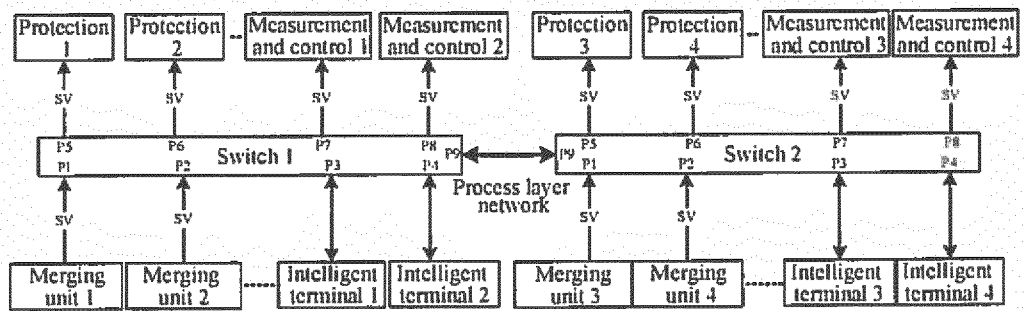 Protection 1
Protection 2
Measurement and control 1
Measurement and control 2
Protection 3
Protection 4
Measurement and control 3
Measurement and control 4
SV
SV
SV
SV
SV
SV
SV
SV
P5
P6
P7
P8
P5
P6
P7
P8
Switch 1
P9
P9
Switch 2
P1
P2
P3
P4
P1
P2
P3
P4
Process layer
network
SV
SV
SV
SV
Merging unit 1
Merging unit 2
Intelligent terminal 1
Intelligent terminal 2
Merging unit 3
Merging unit 4
Intelligent terminal 3
Intelligent terminal 4